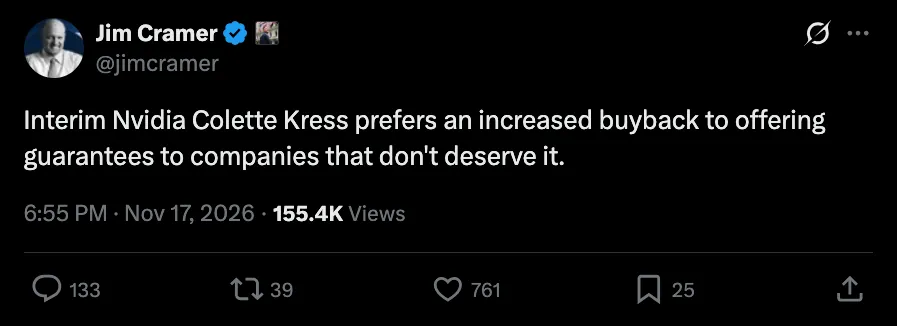 Jim Cramer
@jimcramer
Interim Nvidia Colette Kress prefers an increased buyback to offering
guarantees to companies that don't deserve it.
6:55 PM · Nov 17, 2026 · 155.4K Views
133 39 761 25